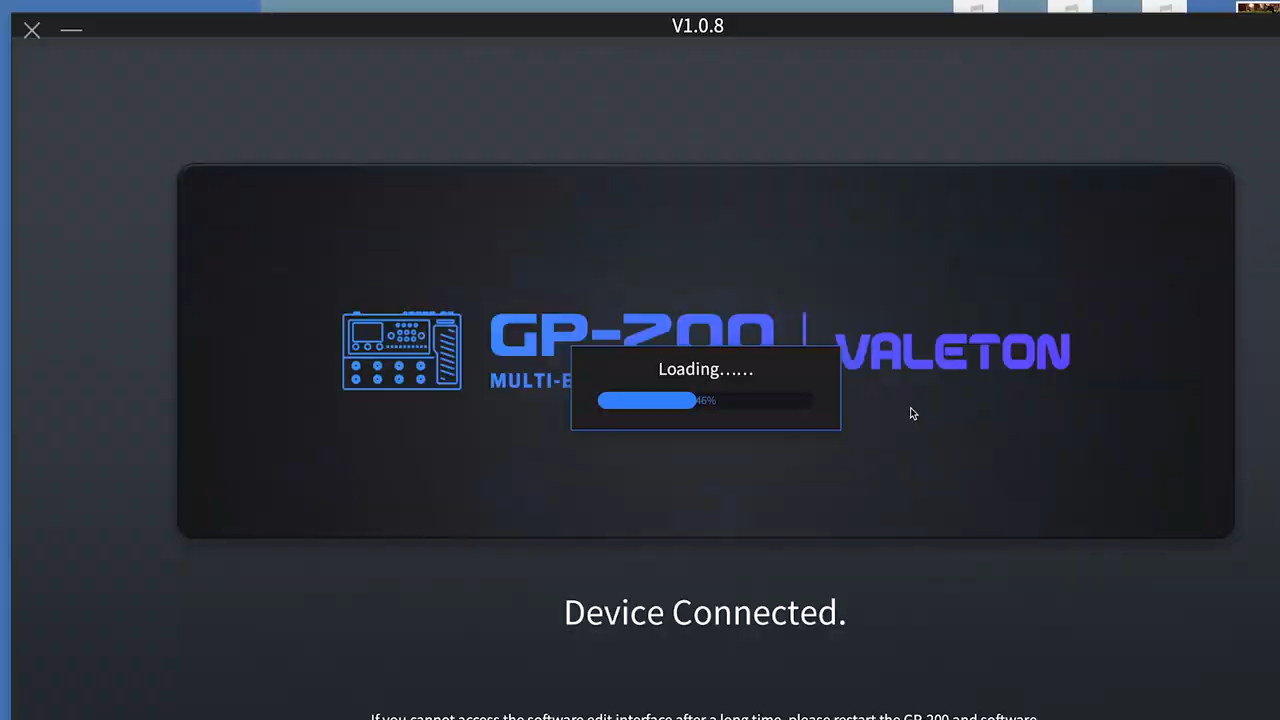 V1.0.8
GP-200
VALETON
MULTI-E
Loading......
46%
Device Connected.
If you cannot access the software edit interface after a long time, please restart the GP-200 and software